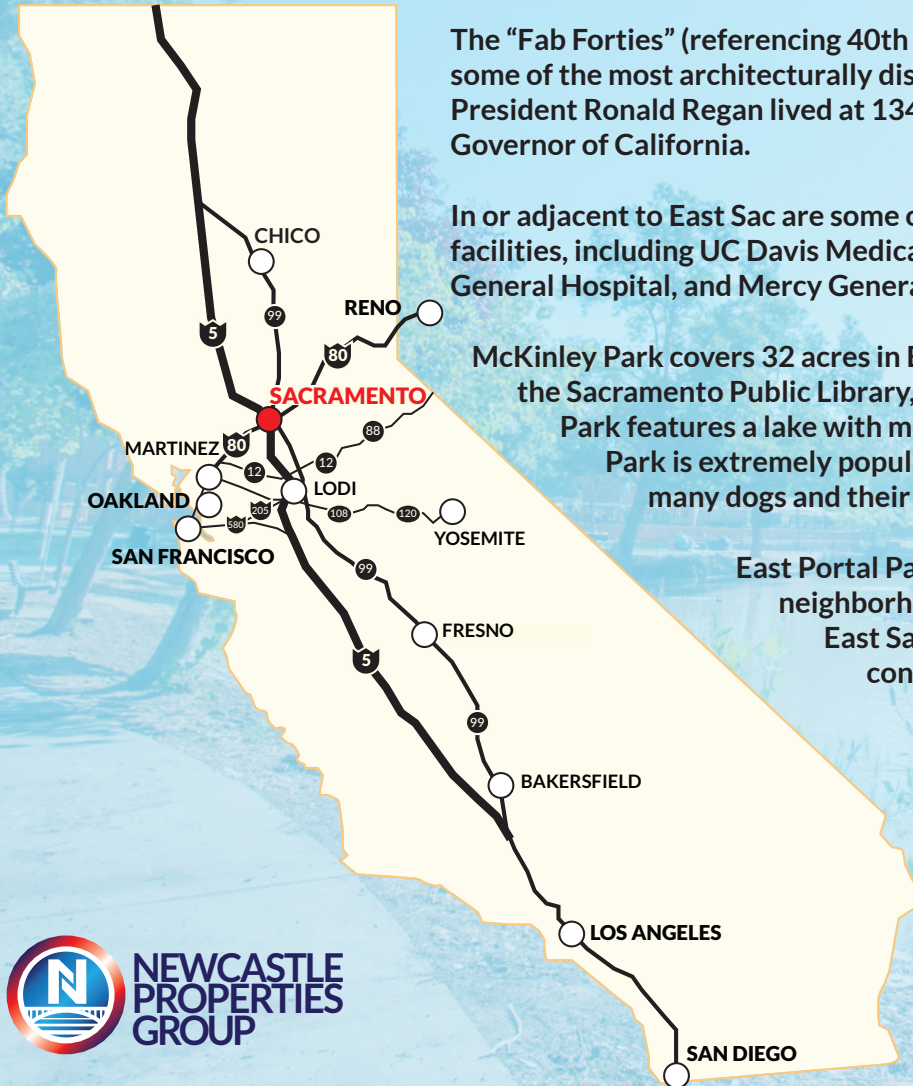 The “Fab Forties” (referencing 40th
some of the most architecturally dis
President Ronald Regan lived at 134
Governor of California.
In or adjacent to East Sac are some o
facilities, including UC Davis Medica
General Hospital, and Mercy Genera
McKinley Park covers 32 acres in E
the Sacramento Public Library,
Park features a lake with m
Park is extremely popul
many dogs and their
East Portal Pa
neighborh
East Sa
con
CHICO
99
RENO
5
80
SACRAMENTO
88
MARTINEZ
80
12
12
LODI
OAKLAND
205
108
120
580
YOSEMITE
SAN FRANCISCO
99
FRESNO
5
99
BAKERSFIELD
LOS ANGELES
N
NEWCASTLE
PROPERTIES
GROUP
SAN DIEGO